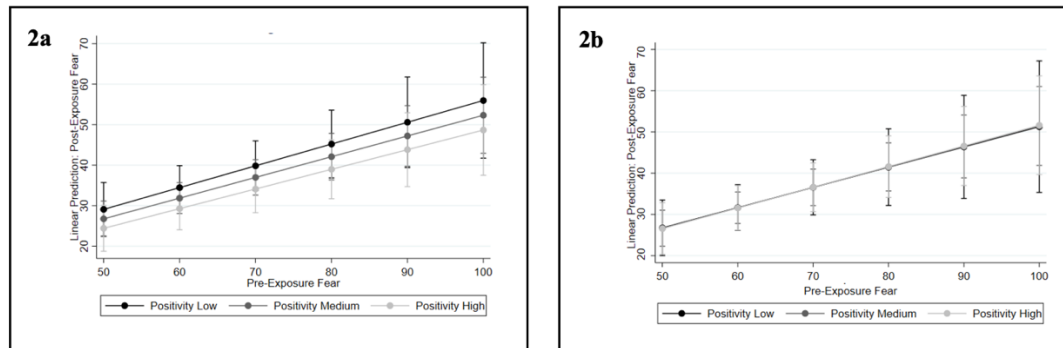 2a
Linear Prediction: Post-Exposure Fear
70
60
50
40
30
20
50 60 70 80 90 100
Pre-Exposure Fear
Positivity Low Positivity Medium Positivity High
2b
Linear Prediction: Post-Exposure Fear
70
60
50
40
30
20
50 60 70 80 90 100
Pre-Exposure Fear
Positivity Low Positivity Medium Positivity High